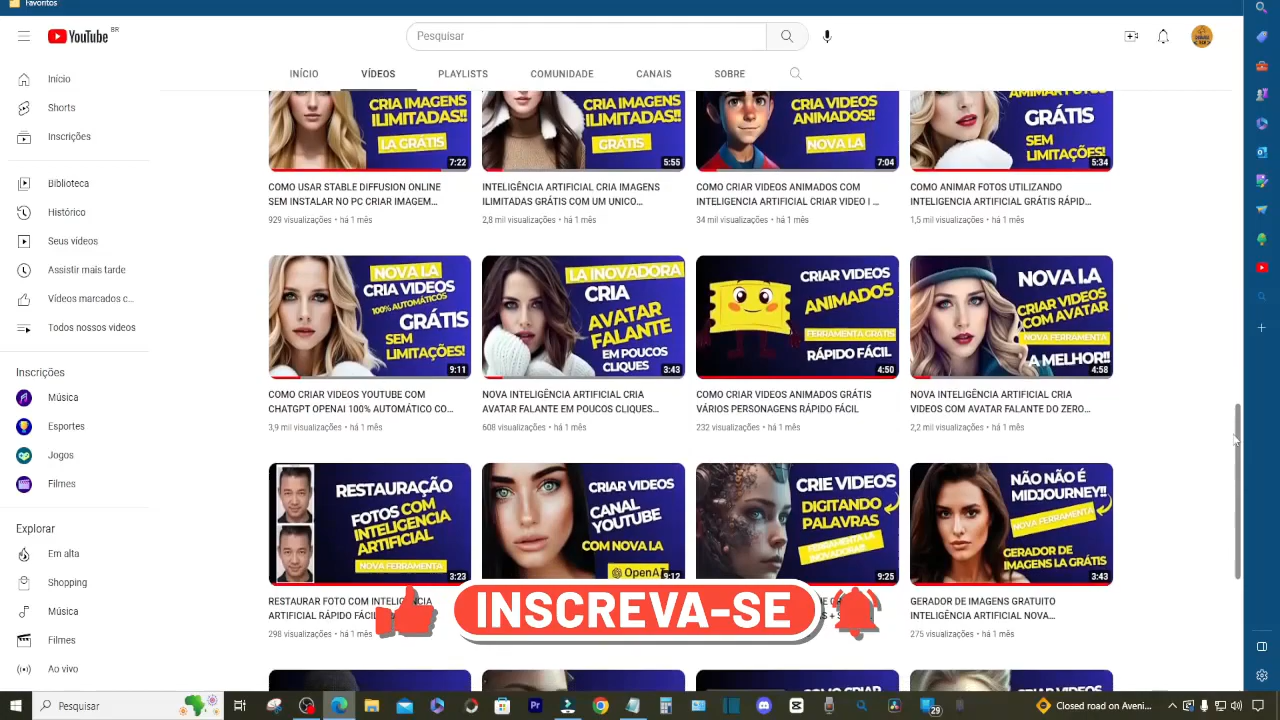 Favoritos
YouTube BR
Pesquisar
INÍCIO VÍDEOS PLAYLISTS COMUNIDADE CANAIS SOBRE
Início
Shorts
Inscrições
Biblioteca
Histórico
Seus vídeos
Assistir mais tarde
Vídeos marcados c...
Todos nossos videos
Inscrições
Música
Esportes
Jogos
Filmes
Explorar
Em alta
Shopping
Música
Filmes
Ao vivo
CRIA IMAGENS
ILIMITADAS!!
I.A GRÁTIS
7:22
COMO USAR STABLE DIFFUSION ONLINE
SEM INSTALAR NO PC CRIAR IMAGEM...
929 visualizações • há 1 mês
CRIA IMAGENS
ILIMITADAS!!
GRÁTIS
5:55
INTELIGÊNCIA ARTIFICIAL CRIA IMAGENS
ILIMITADAS GRÁTIS COM UM UNICO...
2,8 mil visualizações • há 1 mês
CRIA VIDEOS
ANIMADOS!!
NOVA I.A
7:04
COMO CRIAR VIDEOS ANIMADOS COM
INTELIGENCIA ARTIFICIAL CRIAR VIDEO I ...
34 mil visualizações • há 1 mês
ANIMAR FOTOS
GRÁTIS
SEM
LIMITAÇÕES!
5:34
COMO ANIMAR FOTOS UTILIZANDO
INTELIGENCIA ARTIFICIAL GRÁTIS RÁPID...
1,5 mil visualizações • há 1 mês
NOVA I.A
CRIA VIDEOS
100% AUTOMÁTICOS
GRÁTIS
SEM
LIMITAÇÕES!
9:11
COMO CRIAR VIDEOS YOUTUBE COM
CHATGPT OPENAI 100% AUTOMÁTICO CO...
3,9 mil visualizações • há 1 mês
I.A INOVADORA
CRIA
AVATAR
FALANTE
EM POUCOS
CLIQUES
3:43
NOVA INTELIGÊNCIA ARTIFICIAL CRIA
AVATAR FALANTE EM POUCOS CLIQUES...
608 visualizações • há 1 mês
CRIAR VIDEOS
ANIMADOS
FERRAMENTA GRÁTIS
RÁPIDO FÁCIL
4:50
COMO CRIAR VIDEOS ANIMADOS GRÁTIS
VÁRIOS PERSONAGENS RÁPIDO FÁCIL
232 visualizações • há 1 mês
NOVA I.A
CRIAR VIDEOS
COM AVATAR
NOVA FERRAMENTA
A MELHOR!!
4:58
NOVA INTELIGÊNCIA ARTIFICIAL CRIA
VIDEOS COM AVATAR FALANTE DO ZERO...
2,2 mil visualizações • há 1 mês
RESTAURAÇÃO
FOTOS COM
INTELIGENCIA
ARTIFICIAL
NOVA FERRAMENTA
3:23
RESTAURAR FOTO COM INTELIGENCIA
ARTIFICIAL RÁPIDO FÁCIL
298 visualizações • há 1 mês
CRIAR VIDEOS
CANAL
YOUTUBE
COM NOVA I.A
OpenAI
9:12
CRIE VIDEOS
DIGITANDO
PALAVRAS
FERRAMENTA I.A
INOVADORA!!
9:25
NÃO NÃO É
MIDJOURNEY!!
NOVA FERRAMENTA
GERADOR DE
IMAGENS I.A GRÁTIS
3:43
GERADOR DE IMAGENS GRATUITO
INTELIGÊNCIA ARTIFICIAL NOVA...
275 visualizações • há 1 mês
INSCREVA-SE
Pesquisar
29
Closed road on Aveni...